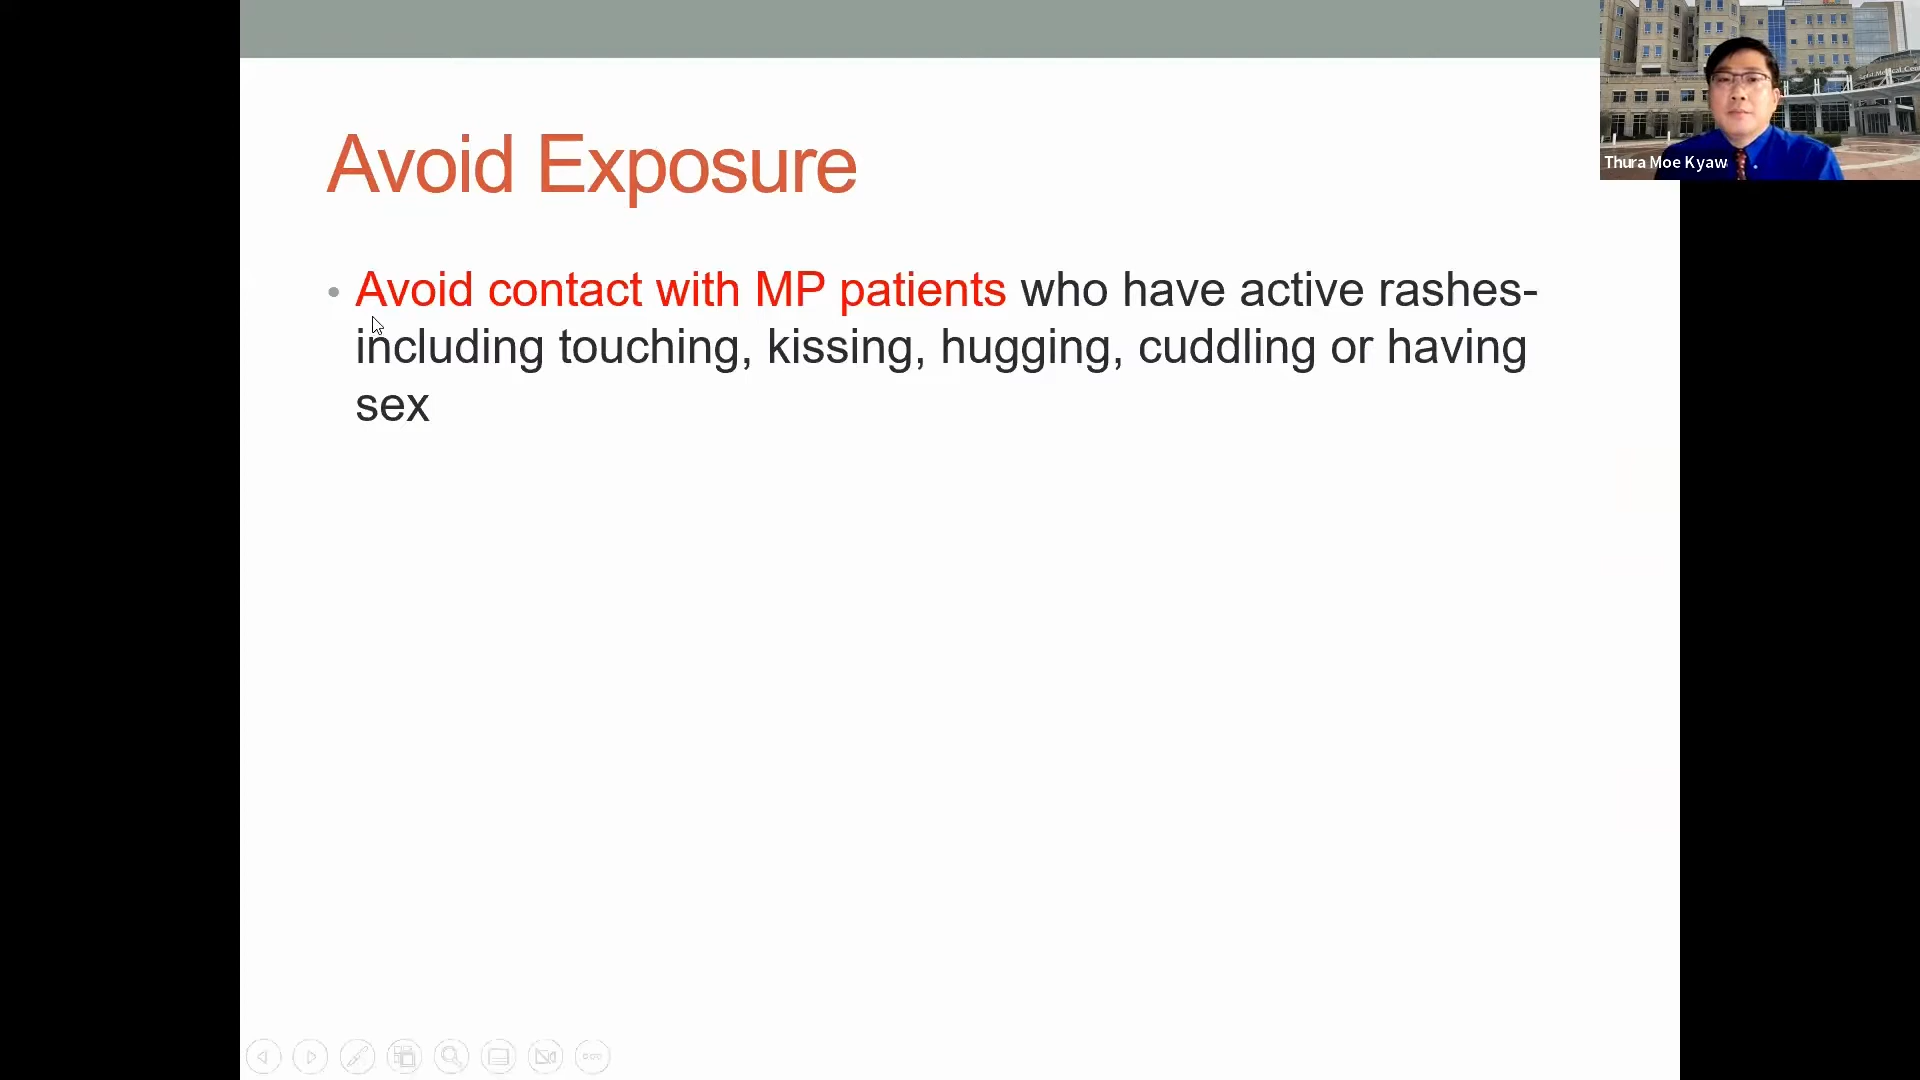 Avoid Exposure
• Avoid contact with MP patients who have active rashes-
including touching, kissing, hugging, cuddling or having
sex
Thura Moe Kyaw